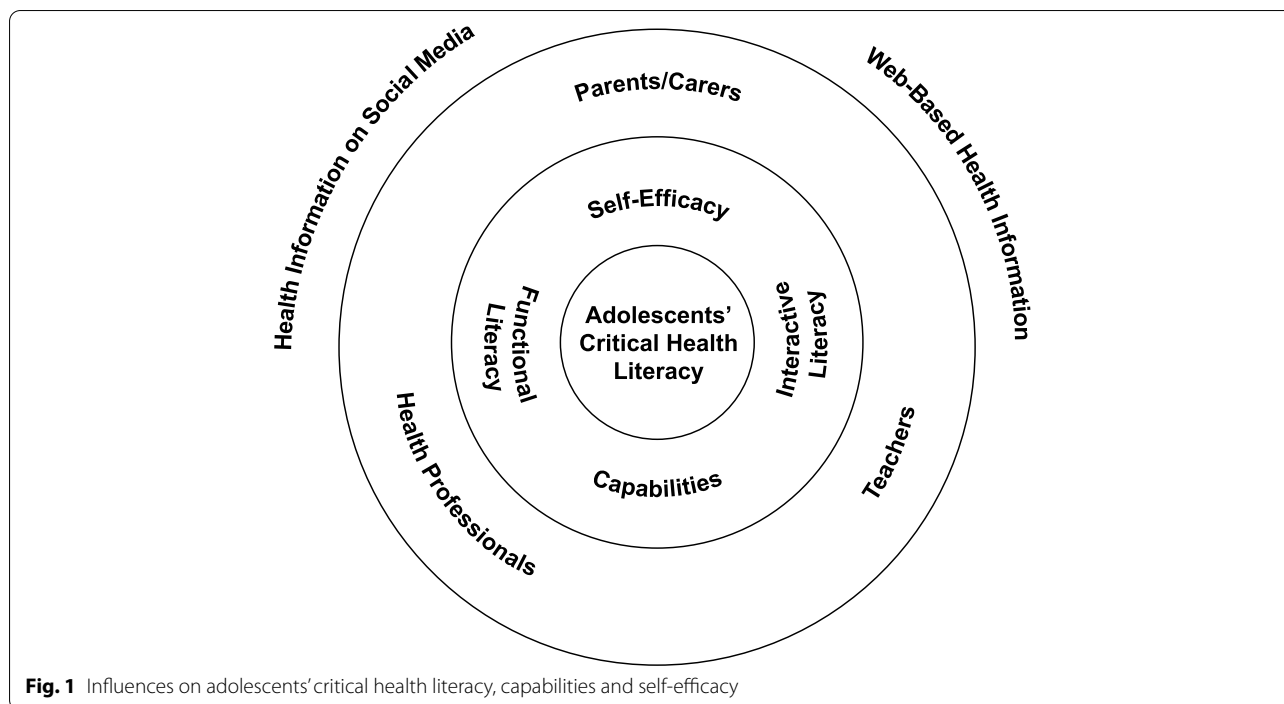 Health Information on Social Media
Web-Based Health Information
Parents/Carers
Self-Efficacy
Functional
Literacy
Adolescents’
Critical Health
Literacy
Interactive
Literacy
Capabilities
Health Professionals
Teachers
Fig. 1 Influences on adolescents’ critical health literacy, capabilities and self-efficacy